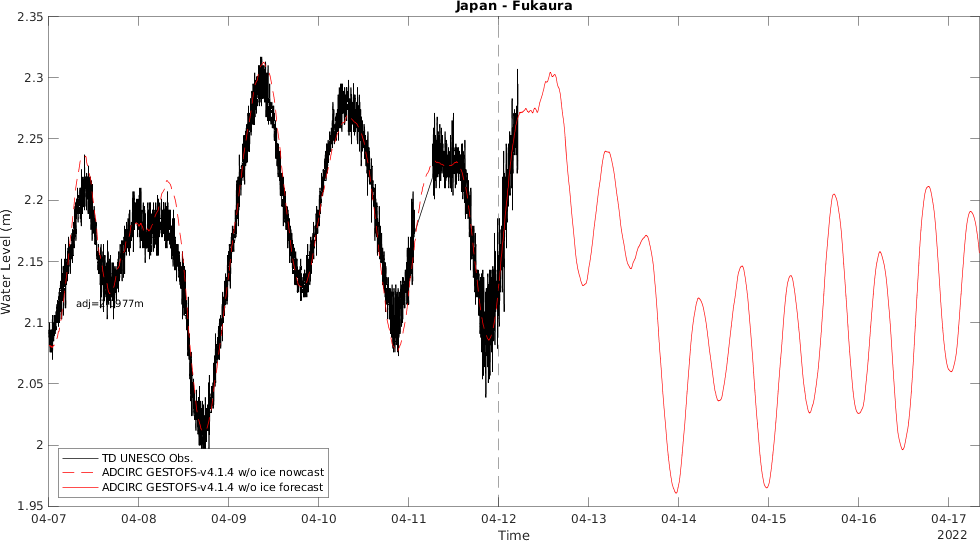 Japan - Fukaura
2.35
2.3
2.25
2.2
2.15
2.1
2.05
2
1.95
Water Level (m)
TD UNESCO Obs.
ADCIRC GESTOFS-v4.1.4 w/o ice nowcast
ADCIRC GESTOFS-v4.1.4 w/o ice forecast
04-07 04-08 04-09 04-10 04-11 04-12 04-13 04-14 04-15 04-16 04-17
Time
2022